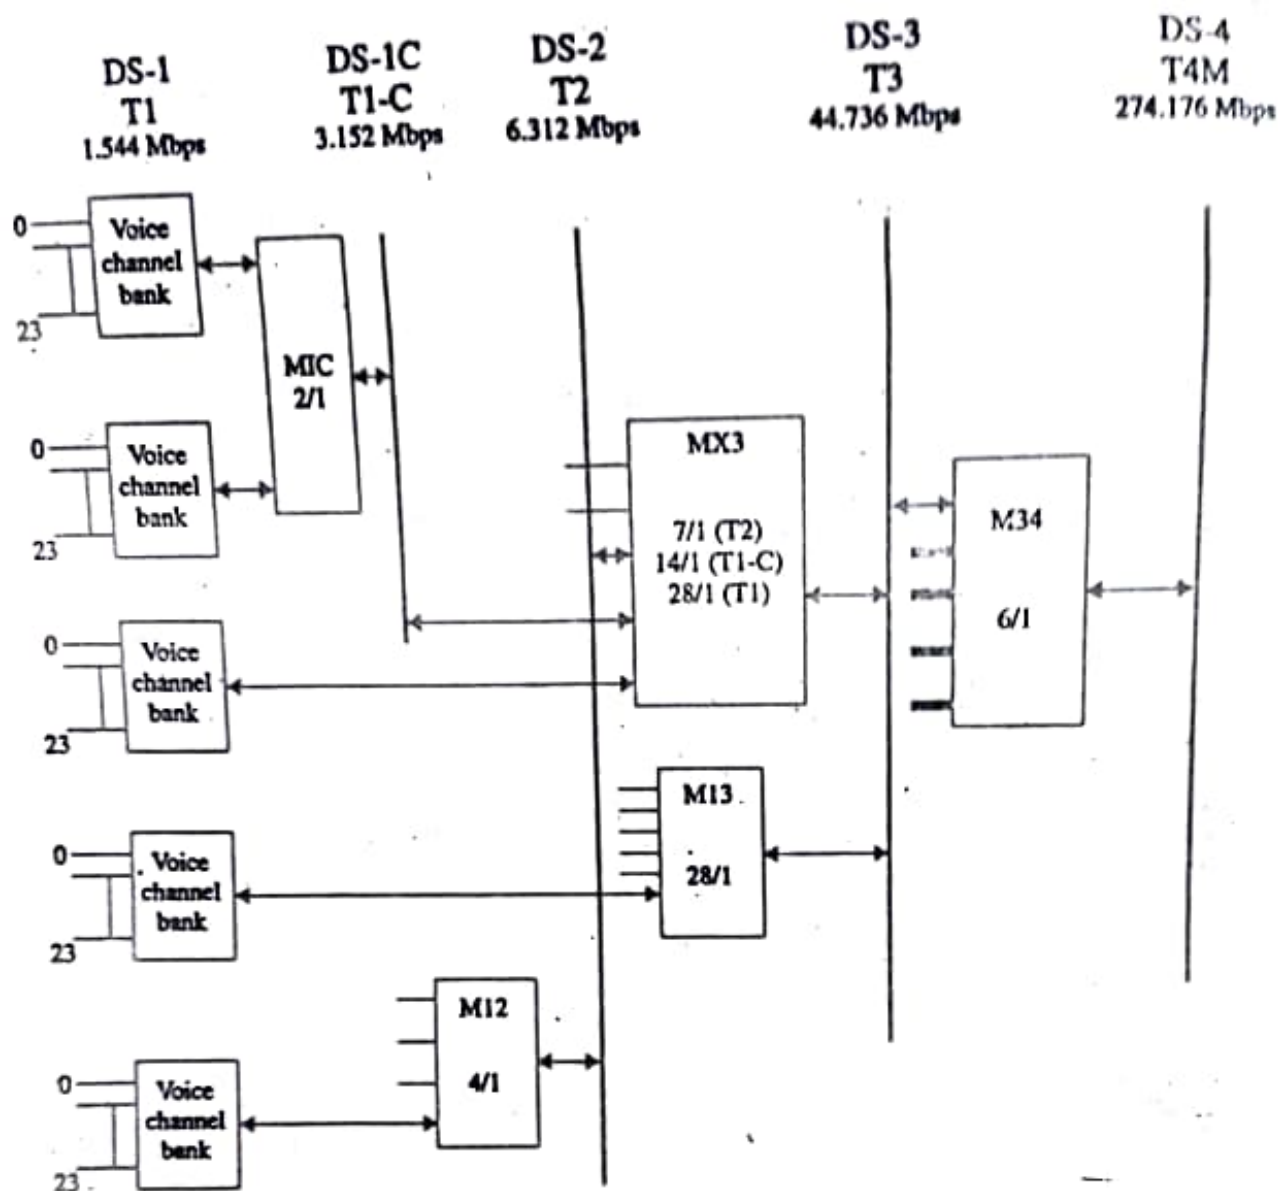 DS-1
T1
1.544 Mbps
DS-1C
T1-C
3.152 Mbps
DS-2
T2
6.312 Mbps
DS-3
T3
44.736 Mbps
DS-4
T4M
274.176 Mbps
0
23
Voice
channel
bank
MIC
2/1
0
23
Voice
channel
bank
MX3
7/1 (T2)
14/1 (T1-C)
28/1 (T1)
M34
6/1
0
23
Voice
channel
bank
M13
28/1
0
23
Voice
channel
bank
M12
4/1
0
23
Voice
channel
bank